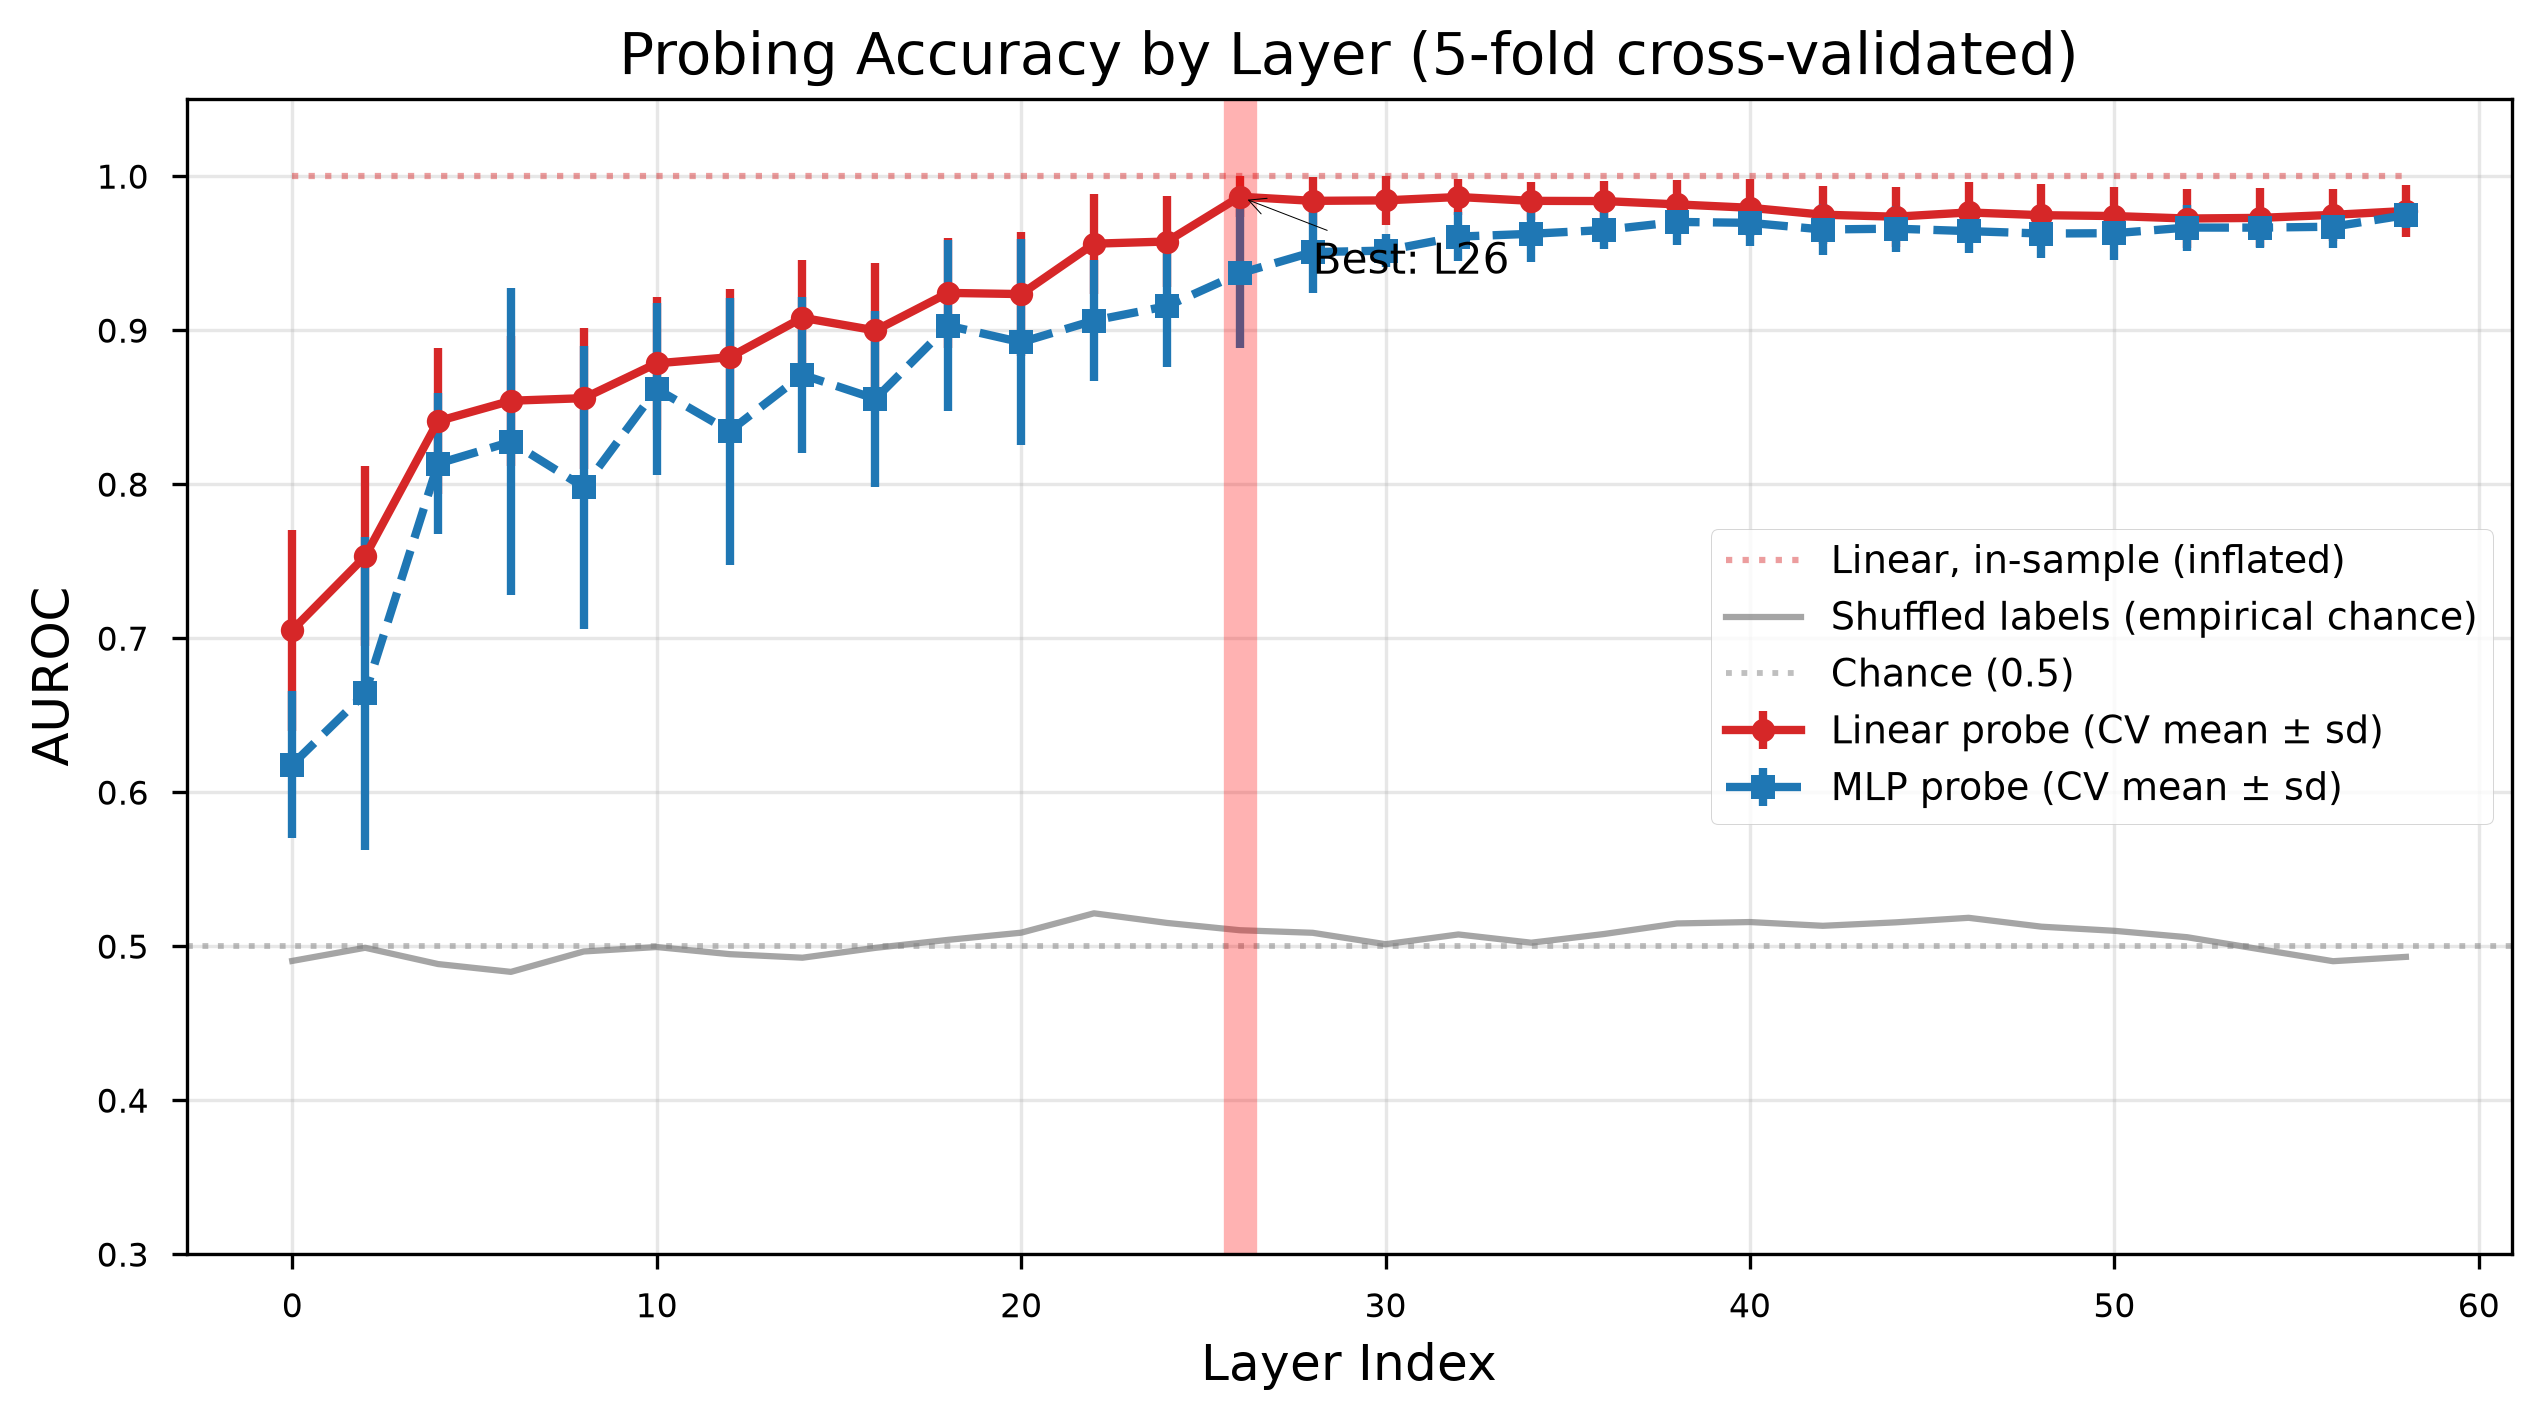 Probing Accuracy by Layer (5-fold cross-validated)
1.0
0.9
0.8
0.7
0.6
0.5
0.4
0.3
AUROC
Best: L26
Linear, in-sample (inflated)
Shuffled labels (empirical chance)
Chance (0.5)
Linear probe (CV mean ± sd)
MLP probe (CV mean ± sd)
0 10 20 30 40 50 60
Layer Index